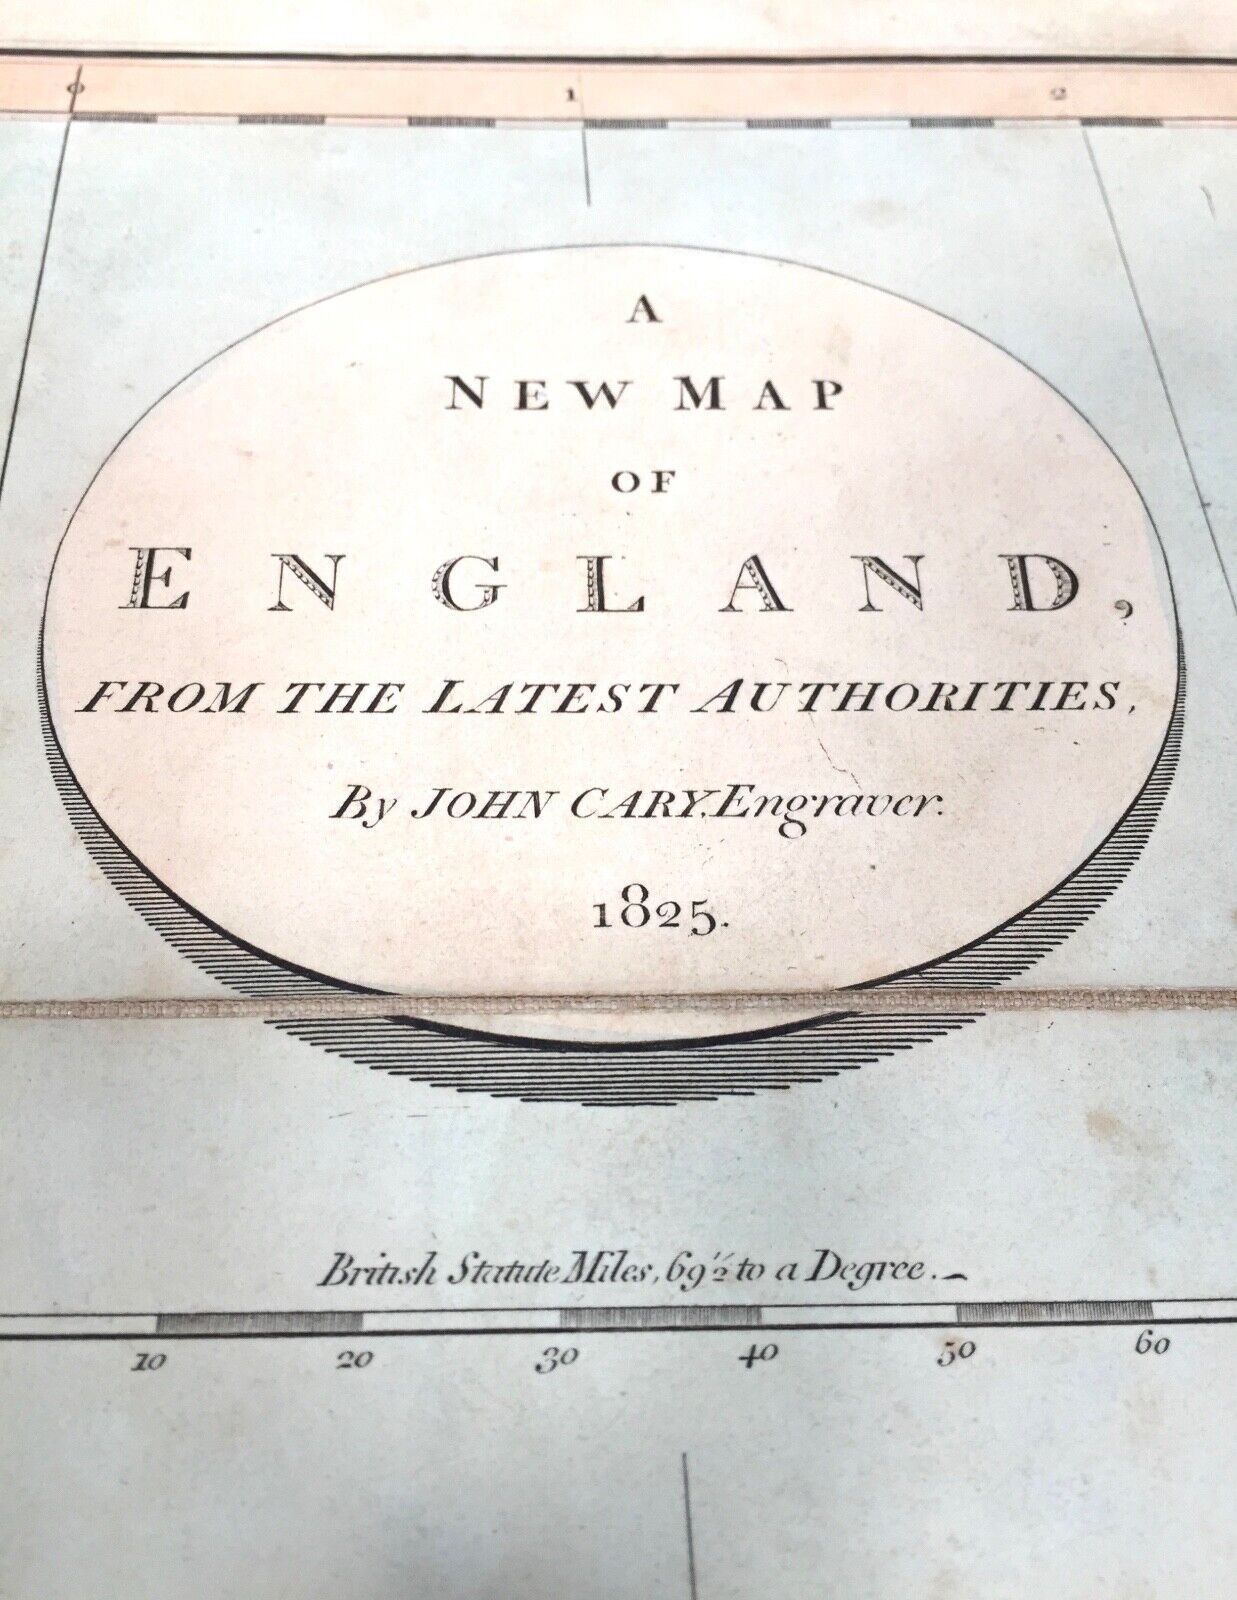 0 1 2
A
NEW MAP
OF
ENGLAND,
FROM THE LATEST AUTHORITIES,
By JOHN CARY, Engraver.
1825.
British Statute Miles, 69½ to a Degree.
10 20 30 40 50 60